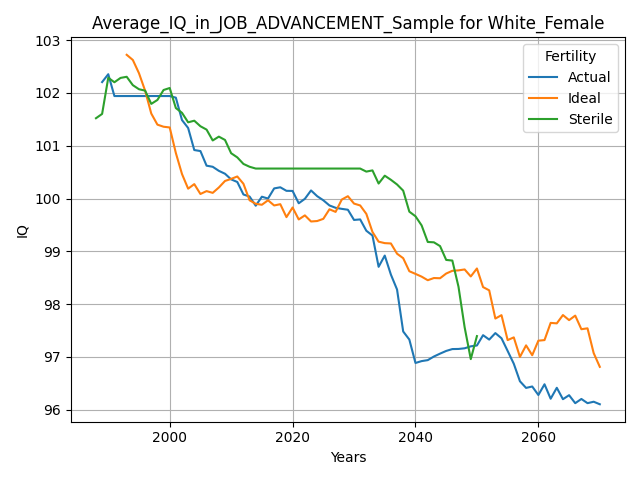 Average_IQ_in_JOB_ADVANCEMENT_Sample for White_Female
103
102
101
100
99
98
97
96
IQ
Fertility
Actual
Ideal
Sterile
2000
2020
2040
2060
Years